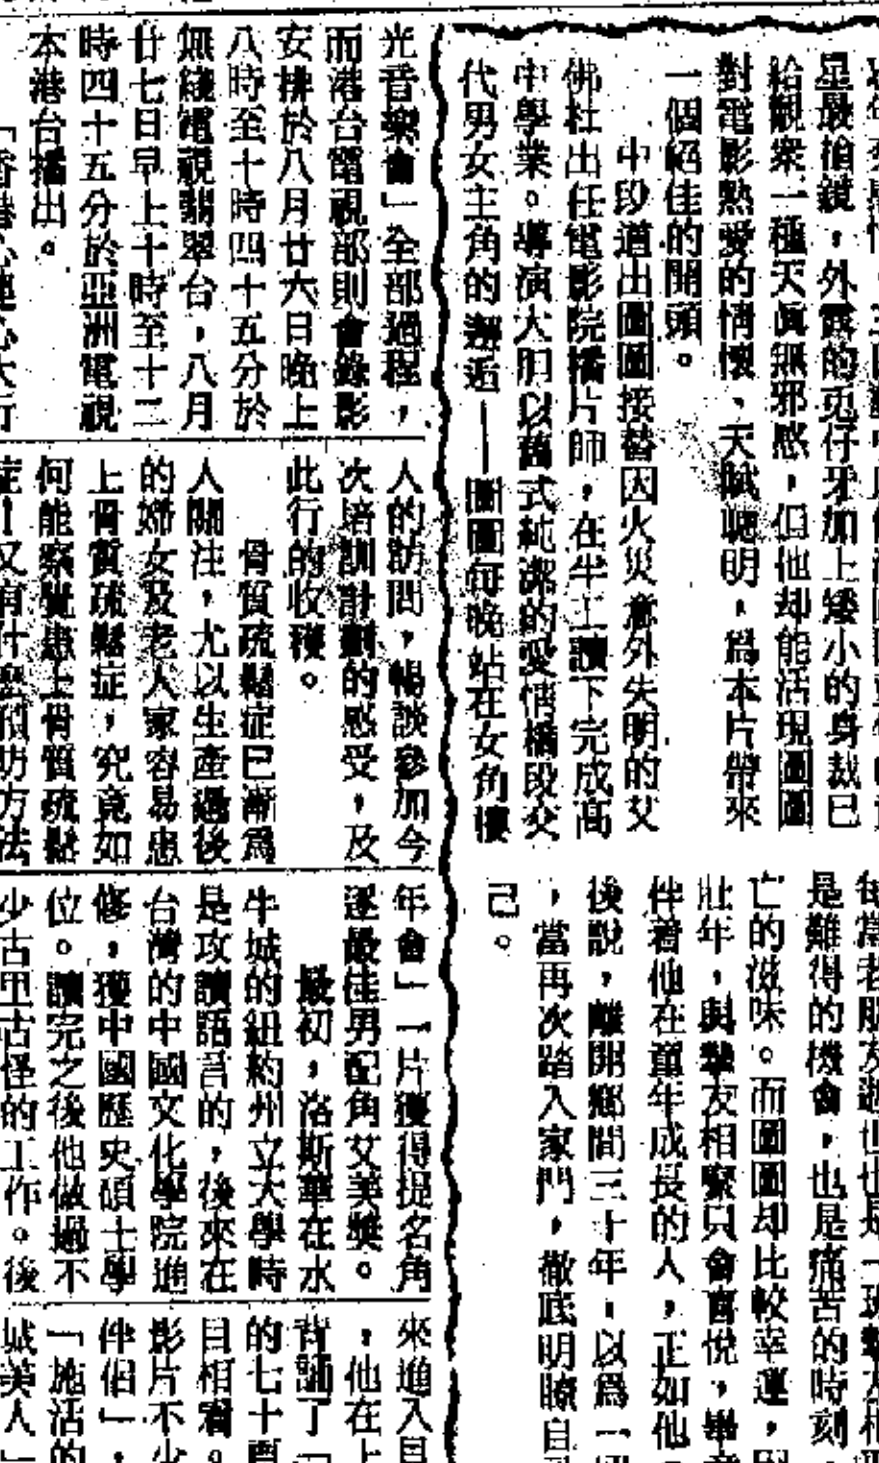 星最搶鏡，外露的兎仔牙加上矮小的身裁已
給觀衆一種天眞無邪感，但他却能活現圖圖
對電影熱愛的情懷、天賦聰明，爲本片帶來
一個絕佳的開頭。
中段道出圖圖接替因火災意外失明的艾
佛杜出任電影院播片師，在半工讀下完成高
中學業。導演大胆以舊式純潔的愛情橋段交
代男女主角的邂逅——圖圖每晚站在女角樓
是難得的機會，也是痛苦的時刻，
亡的滋味。而圖圖却比較幸運，因
壯年，與摯友相聚只會喜悅，畢竟
伴着他在童年成長的人，正如他
後說，離開鄉間三十年，以爲一切
，當再次踏入家門，徹底明瞭自
己。
光音樂會」全部過程，
而港台電視部則會錄影
安排於八月廿六日晚上
八時至十時四十五分於
無綫電視翡翠台，八月
廿七日早上十時至十二
時四十五分於亞洲電視
本港台播出。
「香港心連心大行
人的訪問，暢談參加今
次培訓計劃的感受，及
此行的收穫。
骨質疏鬆症已漸爲
人關注，尤以生產過後
的婦女及老人家容易患
上骨質疏鬆症，究竟如
何能察覺患上骨質疏鬆
症！又有什麼預防方法
年會」一片獲得提名角
逐最佳男配角艾美獎。
最初，洛斯華在水
牛城的紐約州立大學時
是攻讀語言的，後來在
台灣的中國文化學院進
修，獲中國歷史碩士學
位。讀完之後他做過不
少古里古怪的工作。後
來進入
，他在上
背誦了「
的七十
目相看。
影片不少
伴侶」，
「施活的
城美人」